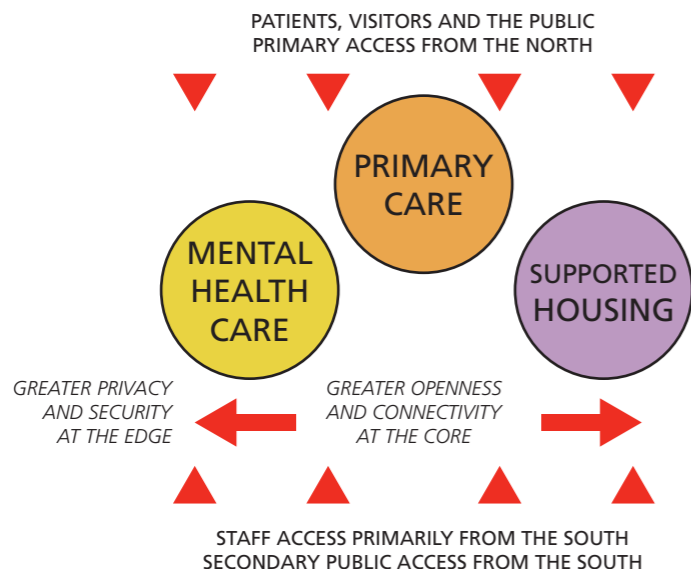 PATIENTS, VISITORS AND THE PUBLIC
PRIMARY ACCESS FROM THE NORTH
PRIMARY
CARE
MENTAL
HEALTH
CARE
SUPPORTED
HOUSING
GREATER PRIVACY
AND SECURITY
AT THE EDGE
GREATER OPENNESS
AND CONNECTIVITY
AT THE CORE
STAFF ACCESS PRIMARILY FROM THE SOUTH
SECONDARY PUBLIC ACCESS FROM THE SOUTH